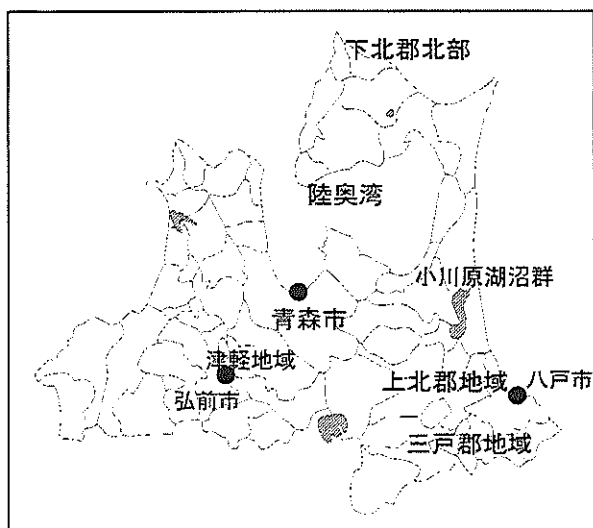 下北郡北部
陸奥湾
小川原湖沼群
青森市
津軽地域
弘前市
上北郡地域
八戸市
三戸郡地域